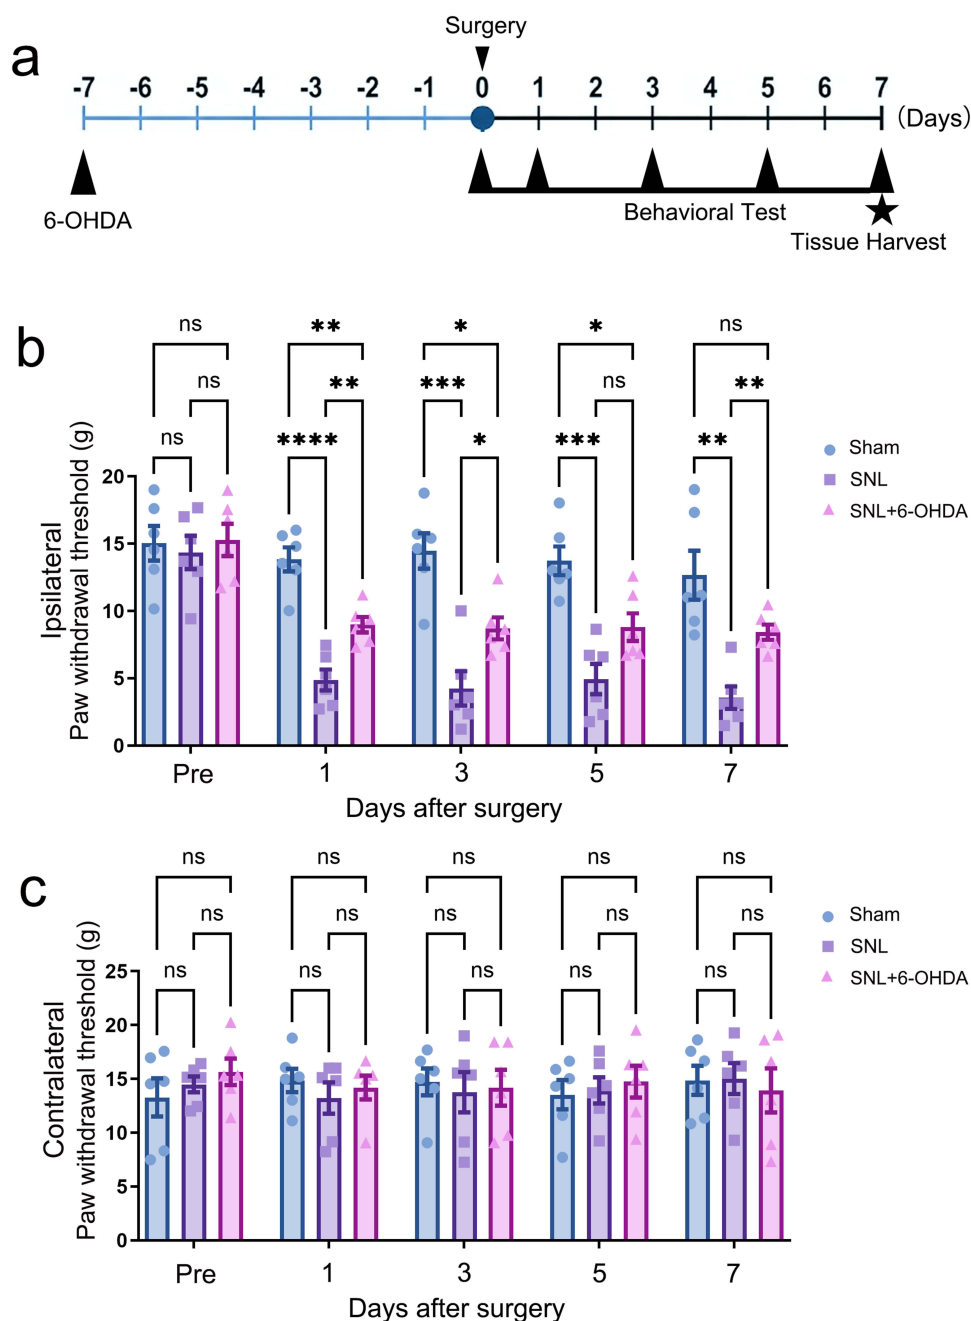 a
Surgery
-7 -6 -5 -4 -3 -2 -1 0 1 2 3 4 5 6 7 (Days)
6-OHDA
Behavioral Test
Tissue Harvest
b
ns ** * * ns
ns ** *** ns **
ns **** * *** **
Ipsilateral
Paw withdrawal threshold (g)
20
15
10
5
0
Pre 1 3 5 7
Days after surgery
Sham
SNL
SNL+6-OHDA
c
ns ns ns ns ns
ns ns ns ns ns
ns ns ns ns ns
Contralateral
Paw withdrawal threshold (g)
25
20
15
10
5
0
Pre 1 3 5 7
Days after surgery
Sham
SNL
SNL+6-OHDA